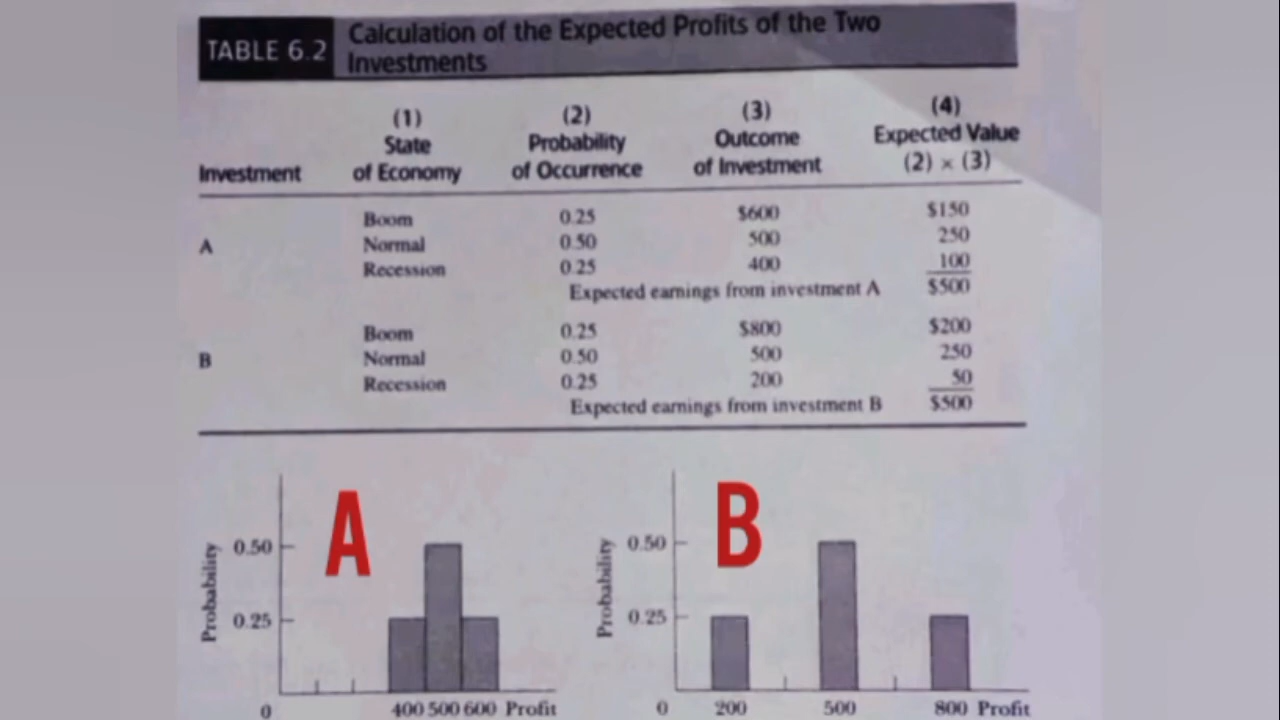 TABLE 6.2 Calculation of the Expected Profits of the Two
Investments
(1) (2) (3) (4)
State Probability Outcome Expected Value
Investment of Economy of Occurrence of Investment (2) × (3)
Boom 0.25 $600 $150
A Normal 0.50 500 250
Recession 0.25 400 100
Expected earnings from investment A $500
Boom 0.25 $800 $200
B Normal 0.50 500 250
Recession 0.25 200 50
Expected earnings from investment B $500
A
Probability
0.50
0.25
0 400 500 600 Profit
B
Probability
0.50
0.25
0 200 500 800 Profit